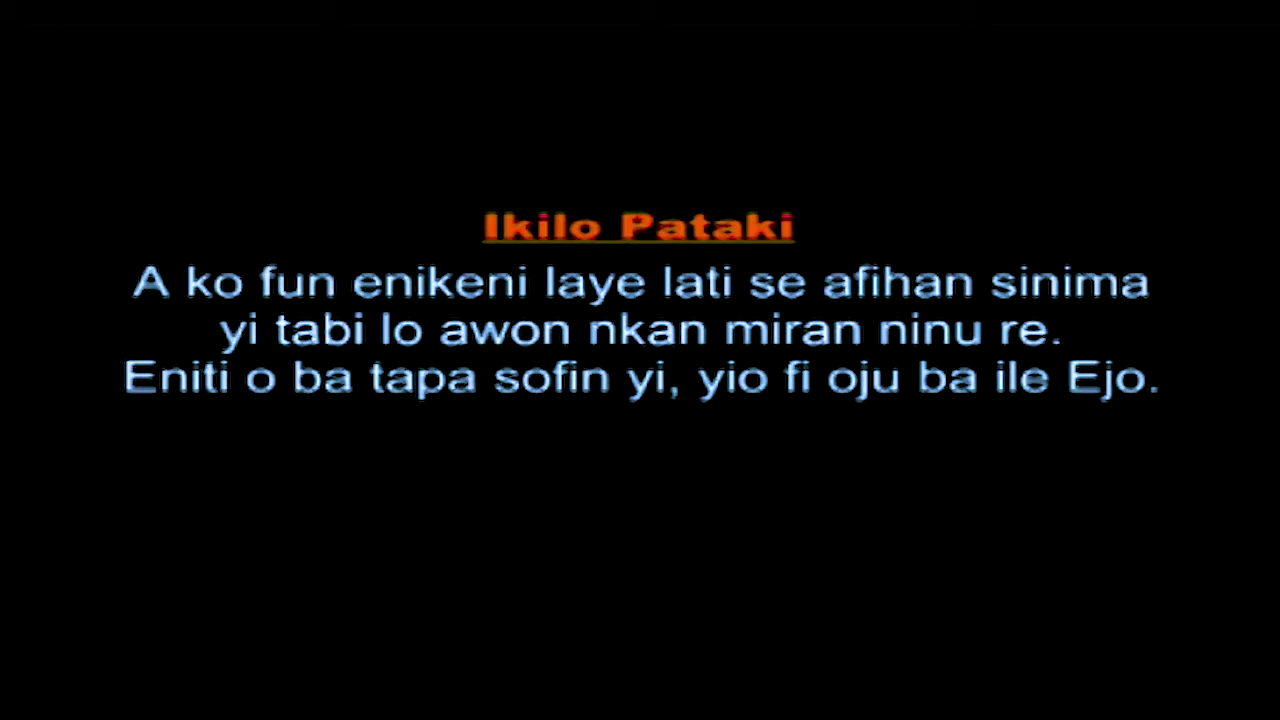 Ikilo Pataki
A ko fun enikeni laye lati se afihan sinima
yi tabi lo awon nkan miran ninu re.
Eniti o ba tapa sofin yi, yio fi oju ba ile Ejo.